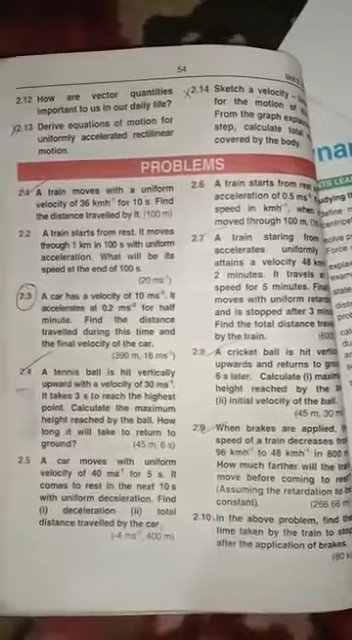 54
2.12 How are vector quantities
important to us in our daily life?
2.13 Derive equations of motion for
uniformly accelerated rectilinear
motion.
2.14 Sketch a velocity –
for the motion of
From the graph
step, calculate total
covered by the body.
PROBLEMS
2.1 A train moves with a uniform
velocity of 36 kmh⁻¹ for 10 s. Find
the distance travelled by it. (100 m)
2.2 A train starts from rest. It moves
through 1 km in 100 s with uniform
acceleration. What will be its
speed at the end of 100 s.
(20 ms⁻¹)
2.3 A car has a velocity of 10 ms⁻¹. It
accelerates at 0.2 ms⁻² for half
minute. Find the distance
travelled during this time and
the final velocity of the car.
(390 m, 16 ms⁻¹)
2.4 A tennis ball is hit vertically
upward with a velocity of 30 ms⁻¹.
It takes 3 s to reach the highest
point. Calculate the maximum
height reached by the ball. How
long it will take to return to
ground? (45 m, 6 s)
2.5 A car moves with uniform
velocity of 40 ms⁻¹ for 5 s. It
comes to rest in the next 10 s
with uniform deceleration. Find
(i) deceleration (ii) total
distance travelled by the car.
(-4 ms⁻², 400 m)
2.6 A train starts from rest
acceleration of 0.5 ms⁻²
speed in kmh⁻¹, when
moved through 100 m.
2.7 A train staring from
accelerates uniformly
attains a velocity 48 km
2 minutes. It travels
speed for 5 minutes.
moves with uniform
and is stopped after 3
Find the total distance
by the train.
2.8 A cricket ball is hit
upwards and returns to
6 s later. Calculate (i)
height reached by the
(ii) initial velocity of the ball.
(45 m, 30 m
2.9 When brakes are applied,
speed of a train decreases
96 kmh⁻¹ to 48 kmh⁻¹ in 800 m
How much farther will the
move before coming to rest
(Assuming the retardation to be
constant). (266.66 m
2.10 In the above problem, find the
time taken by the train to stop
after the application of brakes.
(80 s